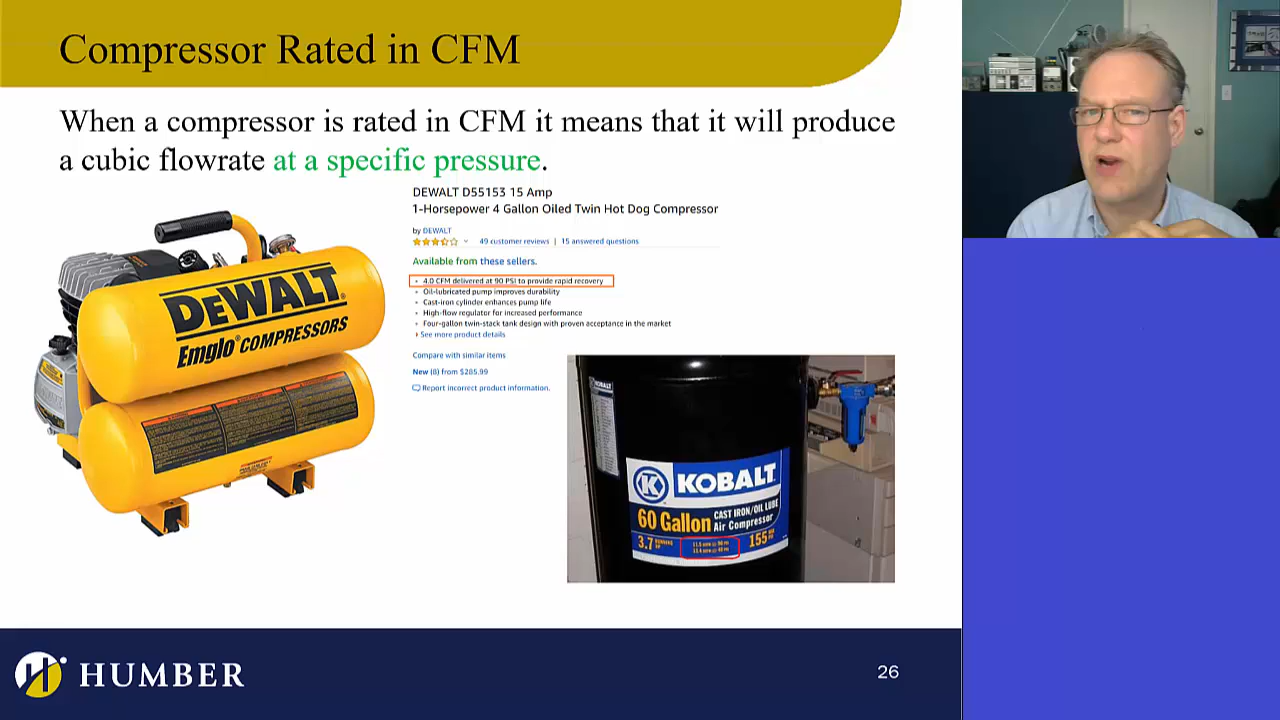 Compressor Rated in CFM
When a compressor is rated in CFM it means that it will produce
a cubic flowrate at a specific pressure.
DEWALT D55153 15 Amp
1-Horsepower 4 Gallon Oiled Twin Hot Dog Compressor
by DEWALT
49 customer reviews | 15 answered questions
Available from these sellers.
• 4.0 CFM delivered at 90 PSI to provide rapid recovery
• Oil-lubricated pump improves durability
• Cast-iron cylinder enhances pump life
• High-flow regulator for increased performance
• Four-gallon twin-stack tank design with proven acceptance in the market
See more product details
Compare with similar items
New (8) from $285.99
Report incorrect product information.
DEWALT
Emglo® COMPRESSORS
KOBALT
K KOBALT
60 Gallon CAST IRON/OIL LUBE
Air Compressor
3.7 RUNNING HP
155
HUMBER
26